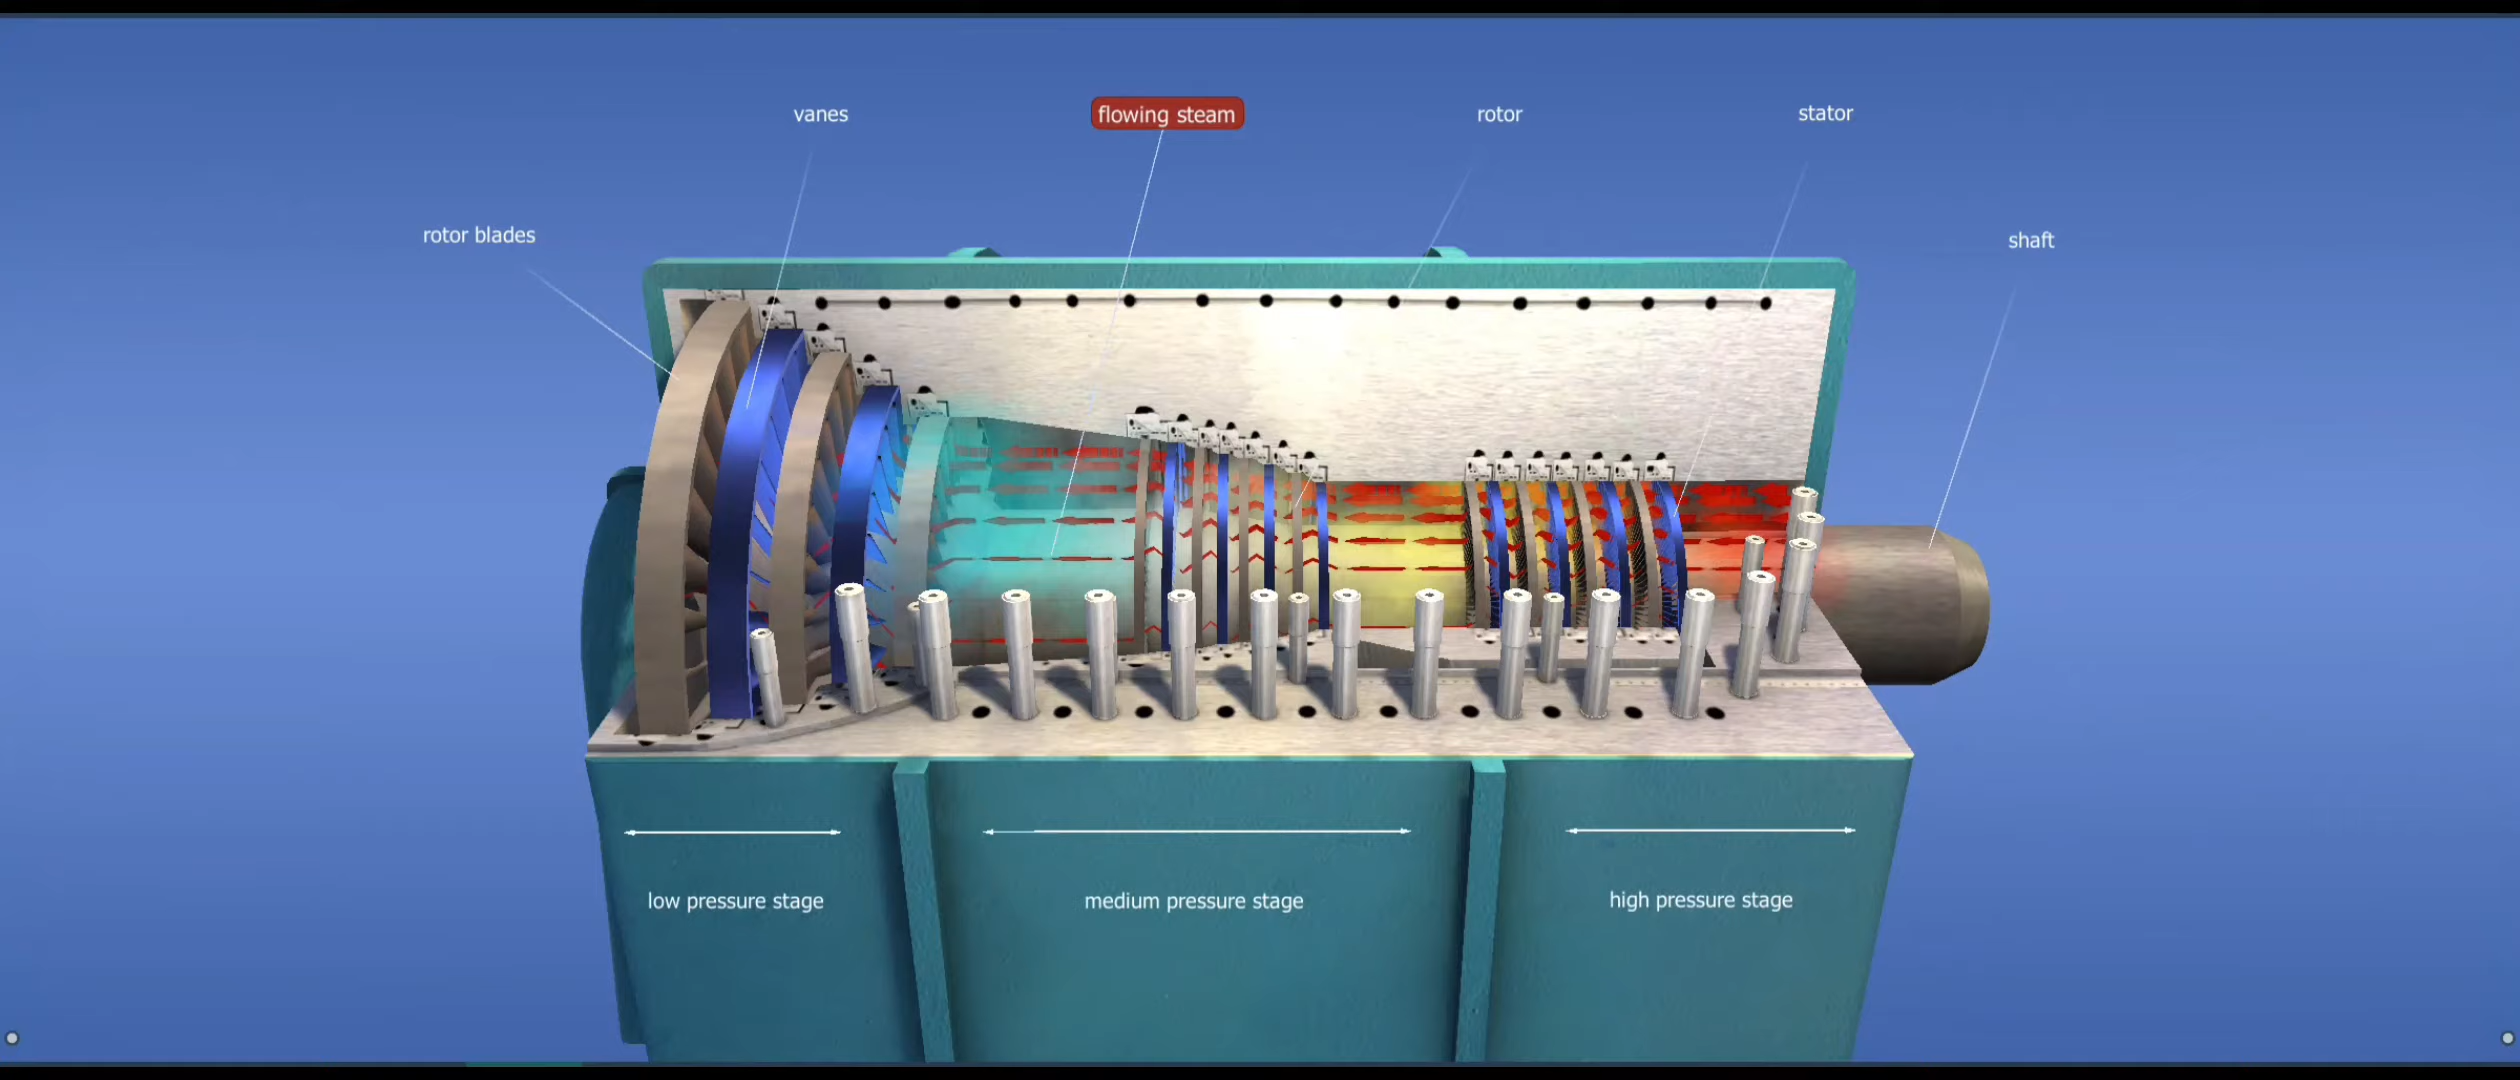 vanes
flowing steam
rotor
stator
rotor blades
shaft
low pressure stage
medium pressure stage
high pressure stage